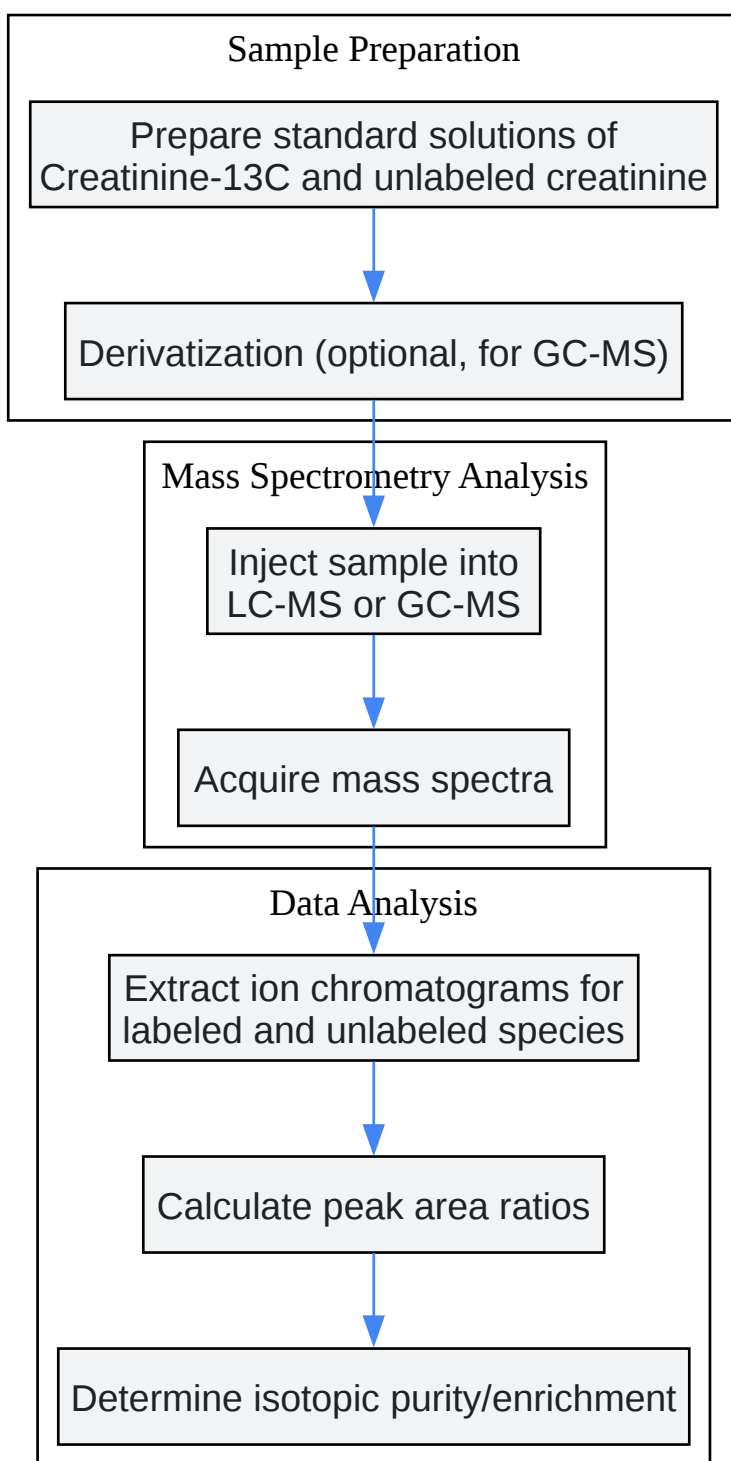 Sample Preparation
Prepare standard solutions of
Creatinine-13C and unlabeled creatinine
Derivatization (optional, for GC-MS)
Mass Spectrometry Analysis
Inject sample into
LC-MS or GC-MS
Acquire mass spectra
Data Analysis
Extract ion chromatograms for
labeled and unlabeled species
Calculate peak area ratios
Determine isotopic purity/enrichment